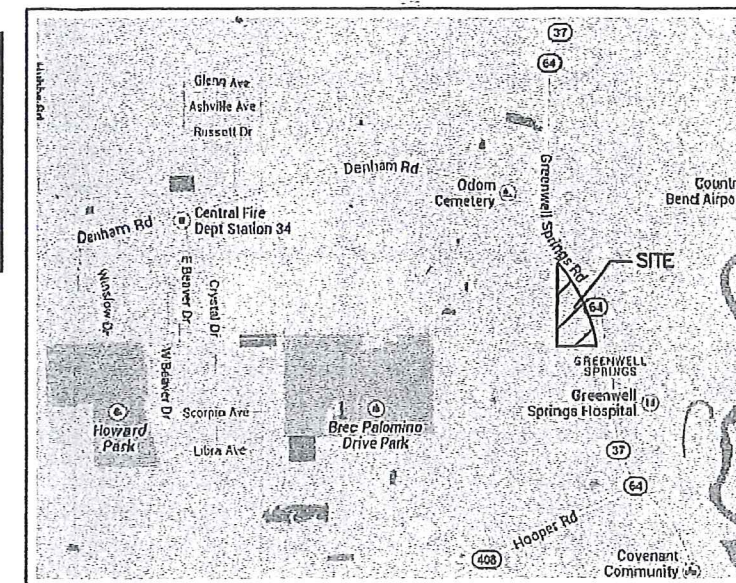 37
64
Glenn Ave
Ashville Ave
Russett Dr
Denham Rd
Odom
Cemetery
Greenwell Springs Rd
Central Fire
Dept Station 34
Denham Rd
SITE
64
Winslow Dr
E Beaver Dr
Crystal Dr
W Beaver Dr
GREENWELL
SPRINGS
Greenwell
Springs Hospital
H
Howard
Park
Scorpio Ave
Brec Palomino
Drive Park
Libra Ave
37
64
408
Hooper Rd
Covenant
Community